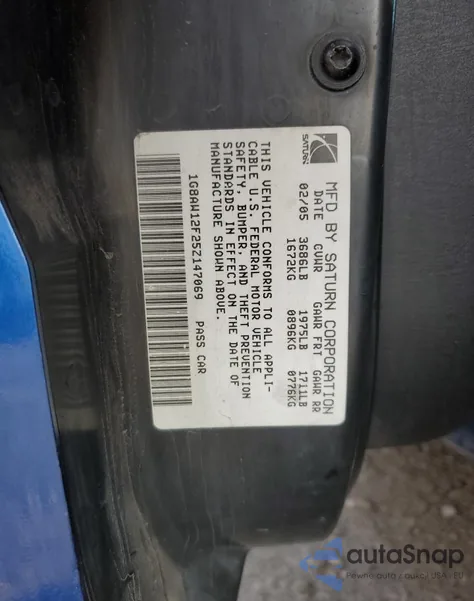 SATURN
MFD BY SATURN CORPORATION
DATE GVWR GAWR FRT GAWR RR
02/05 3686LB 1975LB 1711LB
1672KG 0896KG 0776KG
THIS VEHICLE CONFORMS TO ALL APPLI-
CABLE U.S. FEDERAL MOTOR VEHICLE
SAFETY, BUMPER, AND THEFT PREVENTION
STANDARDS IN EFFECT ON THE DATE OF
MANUFACTURE SHOWN ABOVE.
1G8AW12F25Z147069 PASS CAR
autoSnap